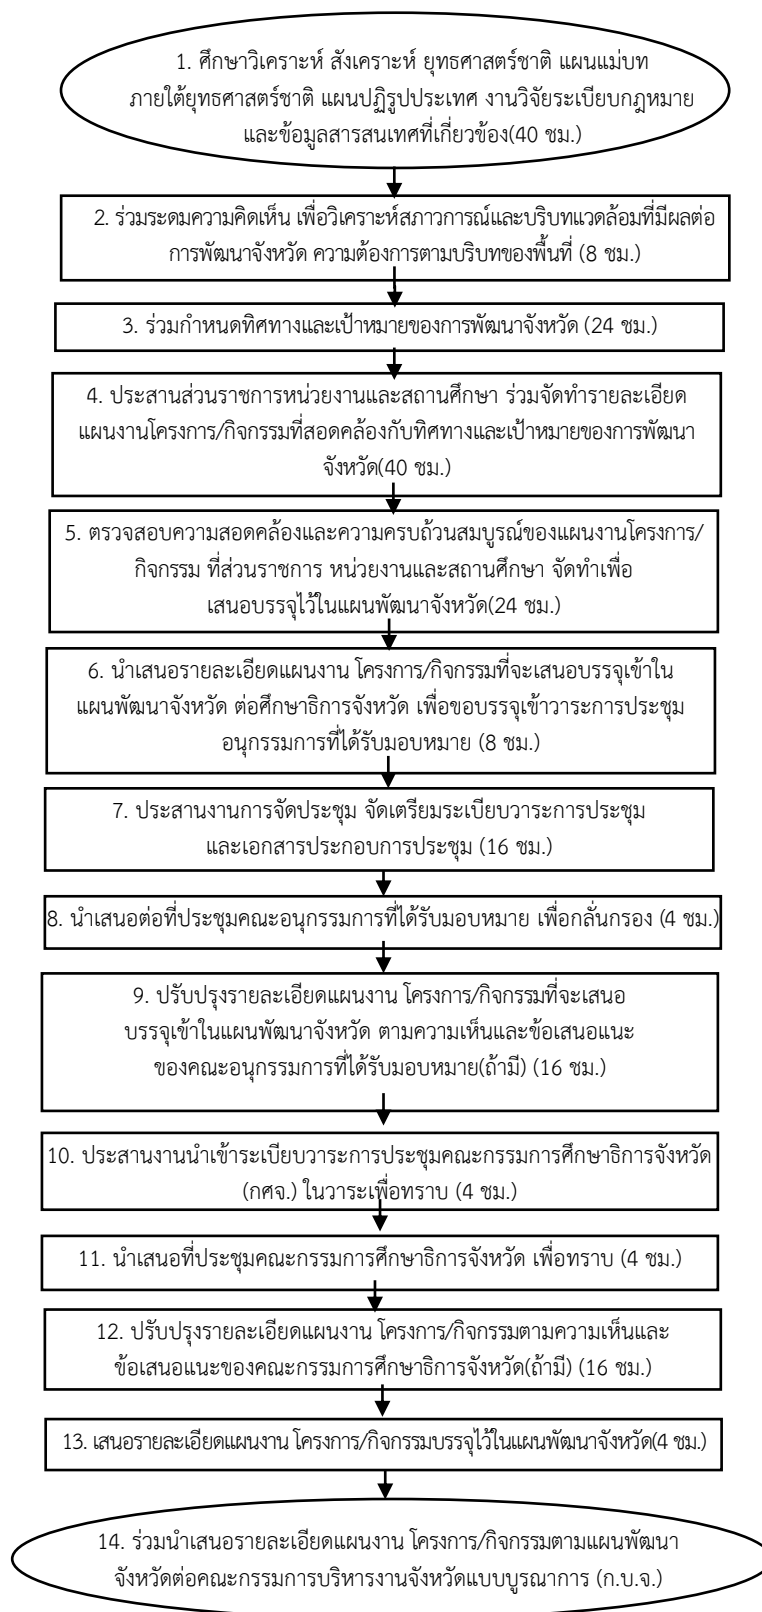 1. ศึกษาวิเคราะห์ สังเคราะห์ ยุทธศาสตร์ชาติ แผนแม่บท
ภายใต้ยุทธศาสตร์ชาติ แผนปฏิรูปประเทศ งานวิจัยระเบียบกฎหมาย
และข้อมูลสารสนเทศที่เกี่ยวข้อง(40 ชม.)
2. ร่วมระดมความคิดเห็น เพื่อวิเคราะห์สภาวการณ์และบริบทแวดล้อมที่มีผลต่อ
การพัฒนาจังหวัด ความต้องการตามบริบทของพื้นที่ (8 ชม.)
3. ร่วมกำหนดทิศทางและเป้าหมายของการพัฒนาจังหวัด (24 ชม.)
4. ประสานส่วนราชการหน่วยงานและสถานศึกษา ร่วมจัดทำรายละเอียด
แผนงานโครงการ/กิจกรรมที่สอดคล้องกับทิศทางและเป้าหมายของการพัฒนา
จังหวัด(40 ชม.)
5. ตรวจสอบความสอดคล้องและความครบถ้วนสมบูรณ์ของแผนงานโครงการ/
กิจกรรม ที่ส่วนราชการ หน่วยงานและสถานศึกษา จัดทำเพื่อ
เสนอบรรจุไว้ในแผนพัฒนาจังหวัด(24 ชม.)
6. นำเสนอรายละเอียดแผนงาน โครงการ/กิจกรรมที่จะเสนอบรรจุเข้าใน
แผนพัฒนาจังหวัด ต่อศึกษาธิการจังหวัด เพื่อขอบรรจุเข้าวาระการประชุม
อนุกรรมการที่ได้รับมอบหมาย (8 ชม.)
7. ประสานงานการจัดประชุม จัดเตรียมระเบียบวาระการประชุม
และเอกสารประกอบการประชุม (16 ชม.)
8. นำเสนอต่อที่ประชุมคณะอนุกรรมการที่ได้รับมอบหมาย เพื่อกลั่นกรอง (4 ชม.)
9. ปรับปรุงรายละเอียดแผนงาน โครงการ/กิจกรรมที่จะเสนอ
บรรจุเข้าในแผนพัฒนาจังหวัด ตามความเห็นและข้อเสนอแนะ
ของคณะอนุกรรมการที่ได้รับมอบหมาย(ถ้ามี) (16 ชม.)
10. ประสานงานนำเข้าระเบียบวาระการประชุมคณะกรรมการศึกษาธิการจังหวัด
(กศจ.) ในวาระเพื่อทราบ (4 ชม.)
11. นำเสนอที่ประชุมคณะกรรมการศึกษาธิการจังหวัด เพื่อทราบ (4 ชม.)
12. ปรับปรุงรายละเอียดแผนงาน โครงการ/กิจกรรมตามความเห็นและ
ข้อเสนอแนะของคณะกรรมการศึกษาธิการจังหวัด(ถ้ามี) (16 ชม.)
13. เสนอรายละเอียดแผนงาน โครงการ/กิจกรรมบรรจุไว้ในแผนพัฒนาจังหวัด(4 ชม.)
14. ร่วมนำเสนอรายละเอียดแผนงาน โครงการ/กิจกรรมตามแผนพัฒนา
จังหวัดต่อคณะกรรมการบริหารงานจังหวัดแบบบูรณาการ (ก.บ.จ.)